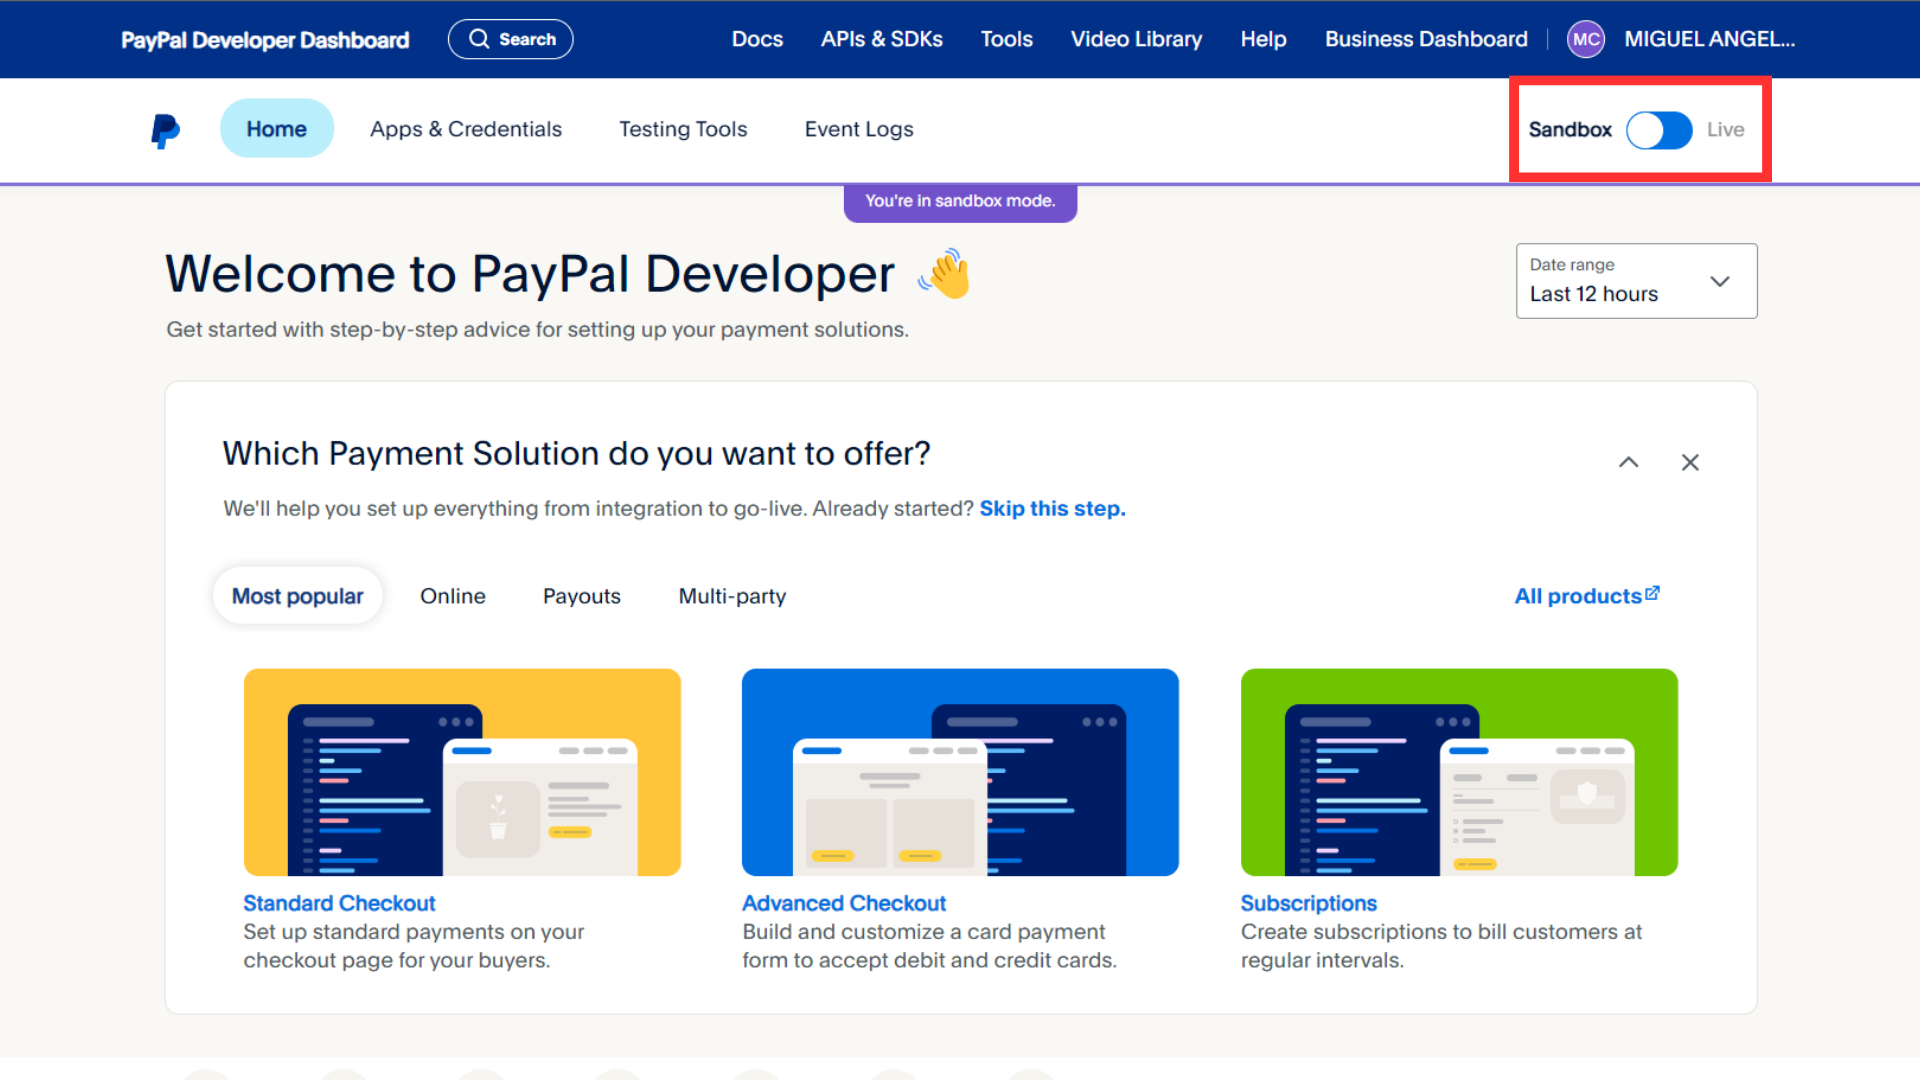 PayPal Developer Dashboard
Search
Docs
APIs & SDKs
Tools
Video Library
Help
Business Dashboard
MC
MIGUEL ANGEL...
Home
Apps & Credentials
Testing Tools
Event Logs
Sandbox
Live
You're in sandbox mode.
Welcome to PayPal Developer 👋
Get started with step-by-step advice for setting up your payment solutions.
Date range
Last 12 hours
Which Payment Solution do you want to offer?
We'll help you set up everything from integration to go-live. Already started? Skip this step.
Most popular
Online
Payouts
Multi-party
All products
Standard Checkout
Set up standard payments on your
checkout page for your buyers.
Advanced Checkout
Build and customize a card payment
form to accept debit and credit cards.
Subscriptions
Create subscriptions to bill customers at
regular intervals.